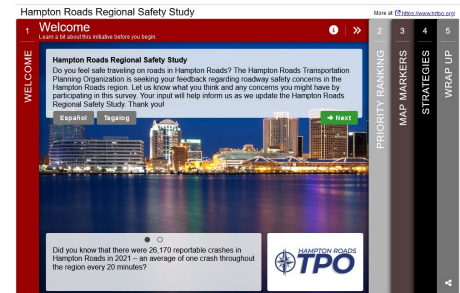 Hampton Roads Regional Safety Study
More at: https://www.hrtpo.org/
1 Welcome
Learn a bit about this initiative before you begin.
WELCOME
Hampton Roads Regional Safety Study
Do you feel safe traveling on roads in Hampton Roads? The Hampton Roads Transportation
Planning Organization is seeking your feedback regarding roadway safety concerns in the
Hampton Roads region. Let us know what you think and any concerns you might have by
participating in this survey. Your input will help inform us as we update the Hampton Roads
Regional Safety Study. Thank you!
Español
Tagalog
Next
Did you know that there were 26,170 reportable crashes in
Hampton Roads in 2021 – an average of one crash throughout
the region every 20 minutes?
HAMPTON ROADS
TPO
2
PRIORITY RANKING
3
MAP MARKERS
4
STRATEGIES
5
WRAP UP